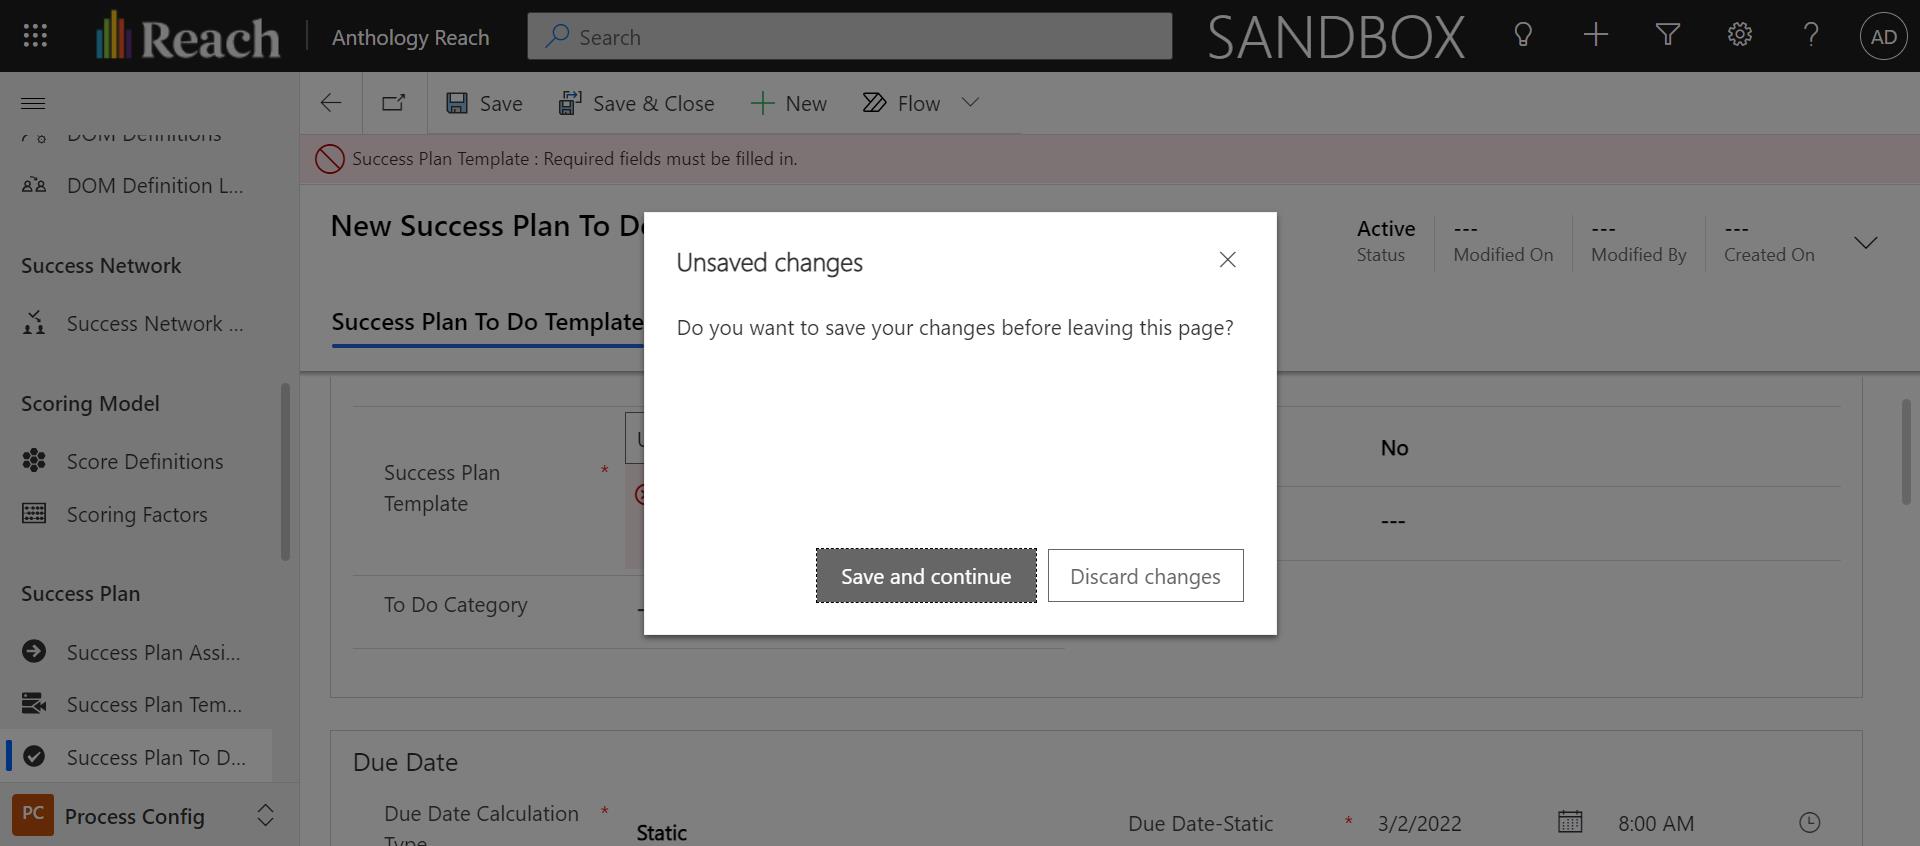 Reach
Anthology Reach
Search
SANDBOX
AD
Save
Save & Close
New
Flow
DOM Definitions
DOM Definition L...
Success Network
Success Network ...
Scoring Model
Score Definitions
Scoring Factors
Success Plan
Success Plan Assi...
Success Plan Tem...
Success Plan To D...
PC
Process Config
Success Plan Template : Required fields must be filled in.
New Success Plan To
Active
Status
---
Modified On
---
Modified By
---
Created On
Success Plan To Do Template
Success Plan
Template
*
No
---
To Do Category
Due Date
Due Date Calculation
Type
*
Static
Due Date-Static
*
3/2/2022
8:00 AM
Unsaved changes
Do you want to save your changes before leaving this page?
Save and continue
Discard changes